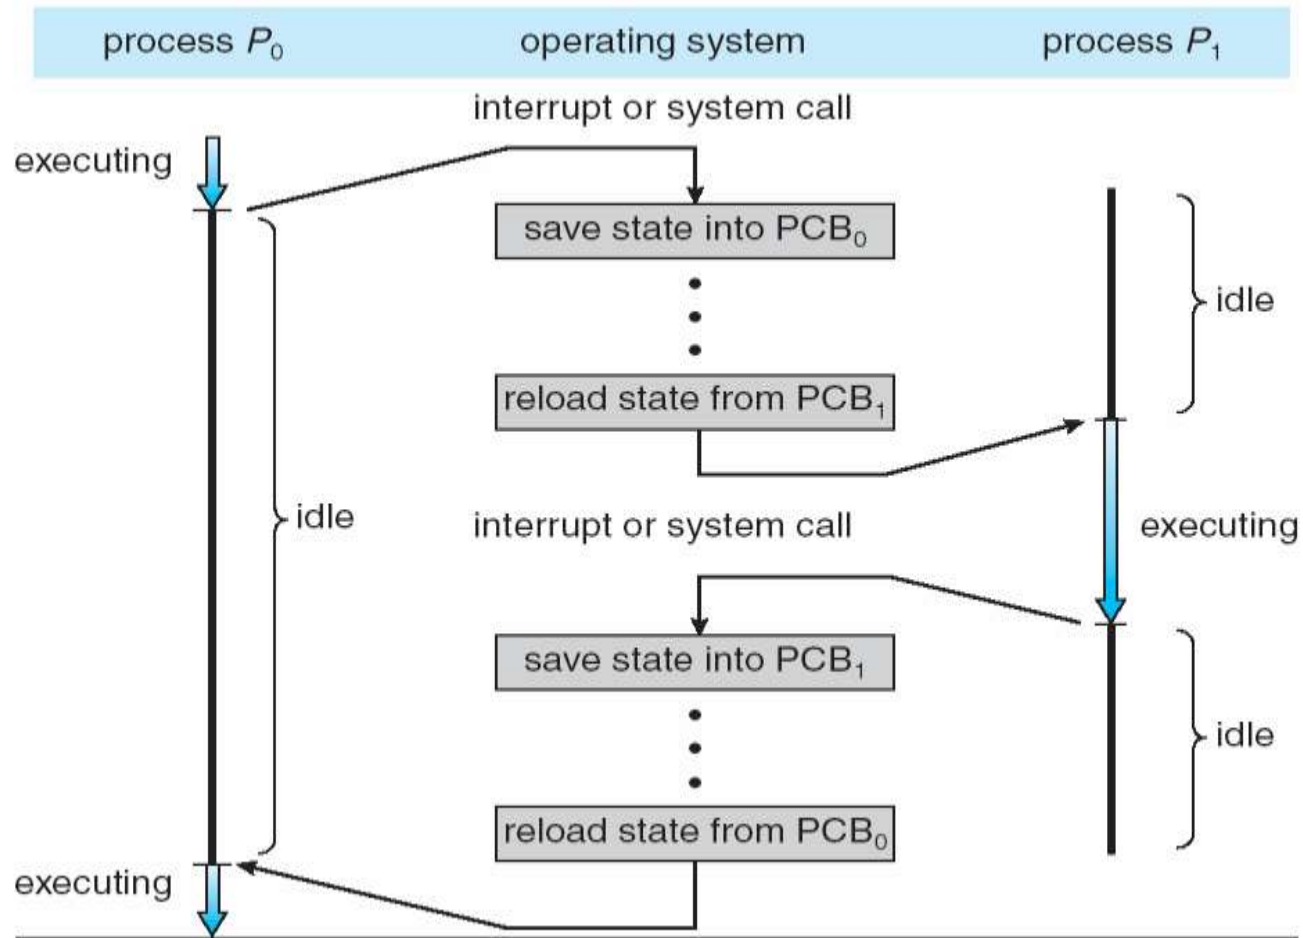 process P₀ operating system process P₁
interrupt or system call
executing
save state into PCB₀
idle
reload state from PCB₁
idle
interrupt or system call
executing
save state into PCB₁
idle
reload state from PCB₀
executing